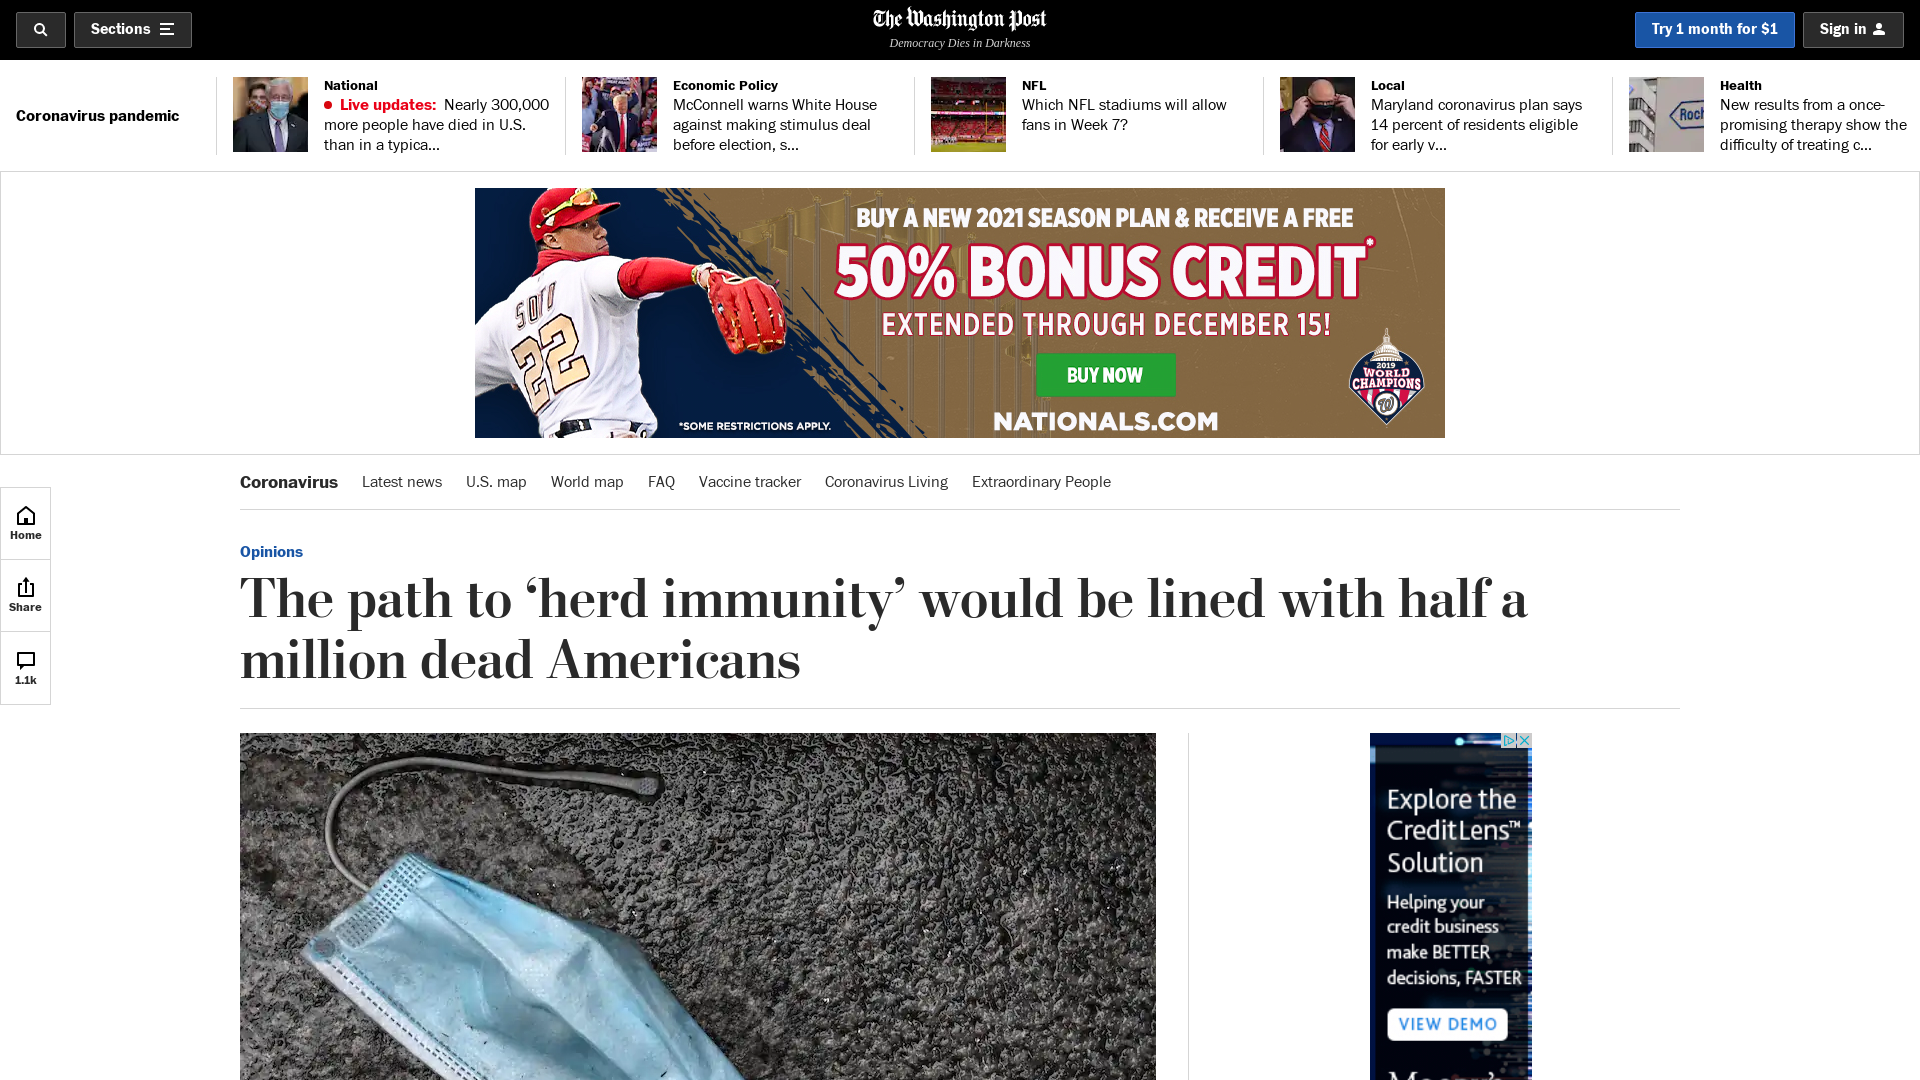 Sections
The Washington Post
Democracy Dies in Darkness
Try 1 month for $1
Sign in
Coronavirus pandemic
National
Live updates: Nearly 300,000
more people have died in U.S.
than in a typica...
Economic Policy
McConnell warns White House
against making stimulus deal
before election, s...
NFL
Which NFL stadiums will allow
fans in Week 7?
Local
Maryland coronavirus plan says
14 percent of residents eligible
for early v...
Health
New results from a once-
promising therapy show the
difficulty of treating c...
Roch
BUY A NEW 2021 SEASON PLAN & RECEIVE A FREE
50% BONUS CREDIT*
EXTENDED THROUGH DECEMBER 15!
BUY NOW
NATIONALS.COM
*SOME RESTRICTIONS APPLY.
SOTO
22
2019
WORLD
CHAMPIONS
W
Coronavirus Latest news U.S. map World map FAQ Vaccine tracker Coronavirus Living Extraordinary People
Home
Share
1.1k
Opinions
The path to ‘herd immunity’ would be lined with half a
million dead Americans
Explore the
CreditLens™
Solution
Helping your
credit business
make BETTER
decisions, FASTER
VIEW DEMO
Moody's